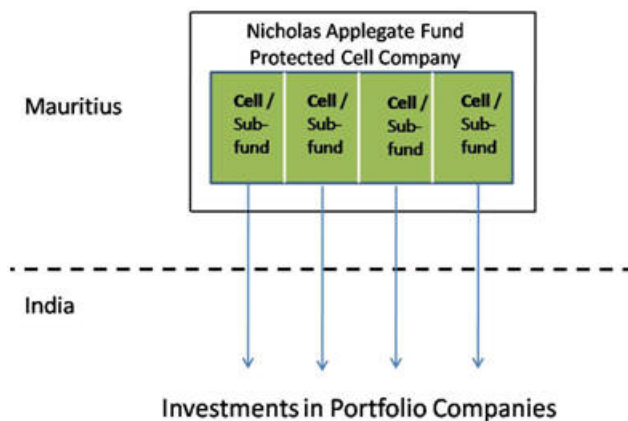 Nicholas Applegate Fund
Protected Cell Company
Mauritius
Cell /
Sub-
fund
Cell /
Sub-
fund
Cell /
Sub-
fund
Cell /
Sub-
fund
India
Investments in Portfolio Companies